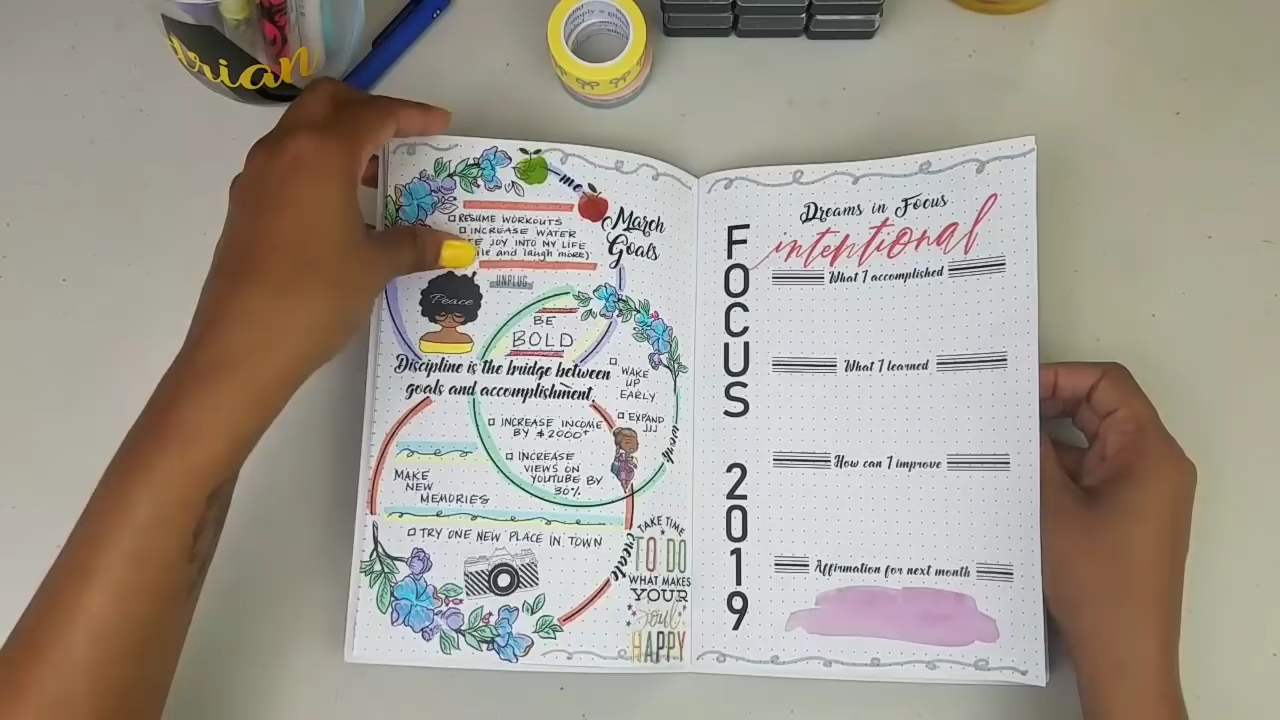 rian
me
March
Goals
□ RESUME WORKOUTS
□ INCREASE WATER
JOY INTO MY LIFE
and laugh more)
UNPLUG
Peace
BE
BOLD
Discipline is the bridge between
goals and accomplishment.
□ WAKE
UP
EARLY
□ EXPAND
JJJ
□ INCREASE INCOME
BY $2000+
□ INCREASE
VIEWS ON
YOUTUBE BY
30%
wealth
MAKE
NEW
MEMORIES
□ TRY ONE NEW PLACE IN TOWN
create
TAKE TIME
TO DO
WHAT MAKES
YOUR
Soul
HAPPY
Dreams in Focus
intentional
FOCUS 2019
What I accomplished
What I learned
How can I improve
Affirmation for next month